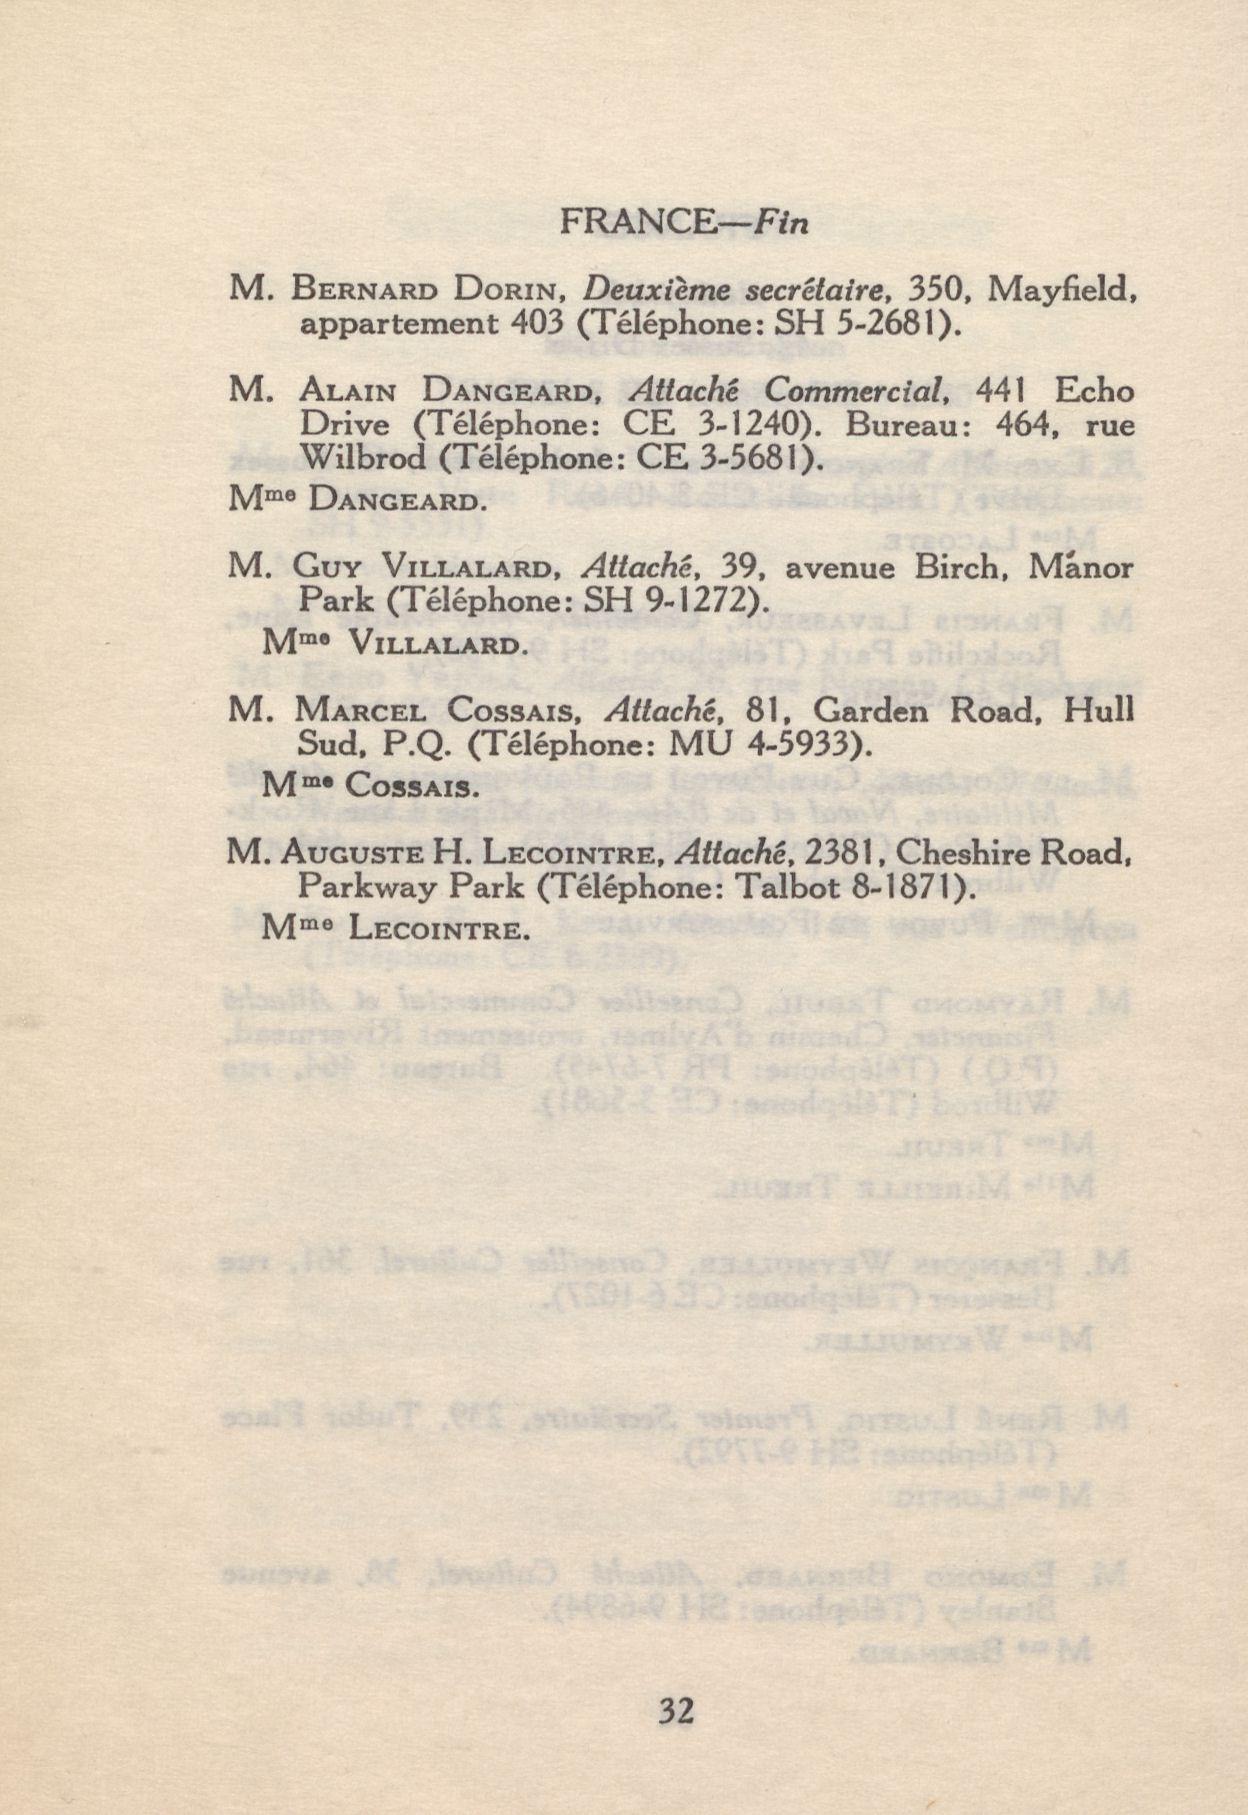 FRANCE—Fin
M. BERNARD DORIN, Deuxième secrétaire, 350, Mayfield,
appartement 403 (Téléphone: SH 5-2681).
M. ALAIN DANGEARD, Attaché Commercial, 441 Echo
Drive (Téléphone: CE 3-1240). Bureau: 464, rue
Wilbrod (Téléphone: CE 3-5681).
Mme DANGEARD.
M. GUY VILLALARD, Attaché, 39, avenue Birch, Manor
Park (Téléphone: SH 9-1272).
Mme VILLALARD.
M. MARCEL COSSAIS, Attaché, 81, Garden Road, Hull
Sud, P.Q. (Téléphone: MU 4-5933).
Mme COSSAIS.
M. AUGUSTE H. LECOINTRE, Attaché, 2381, Cheshire Road,
Parkway Park (Téléphone: Talbot 8-1871).
Mme LECOINTRE.
32